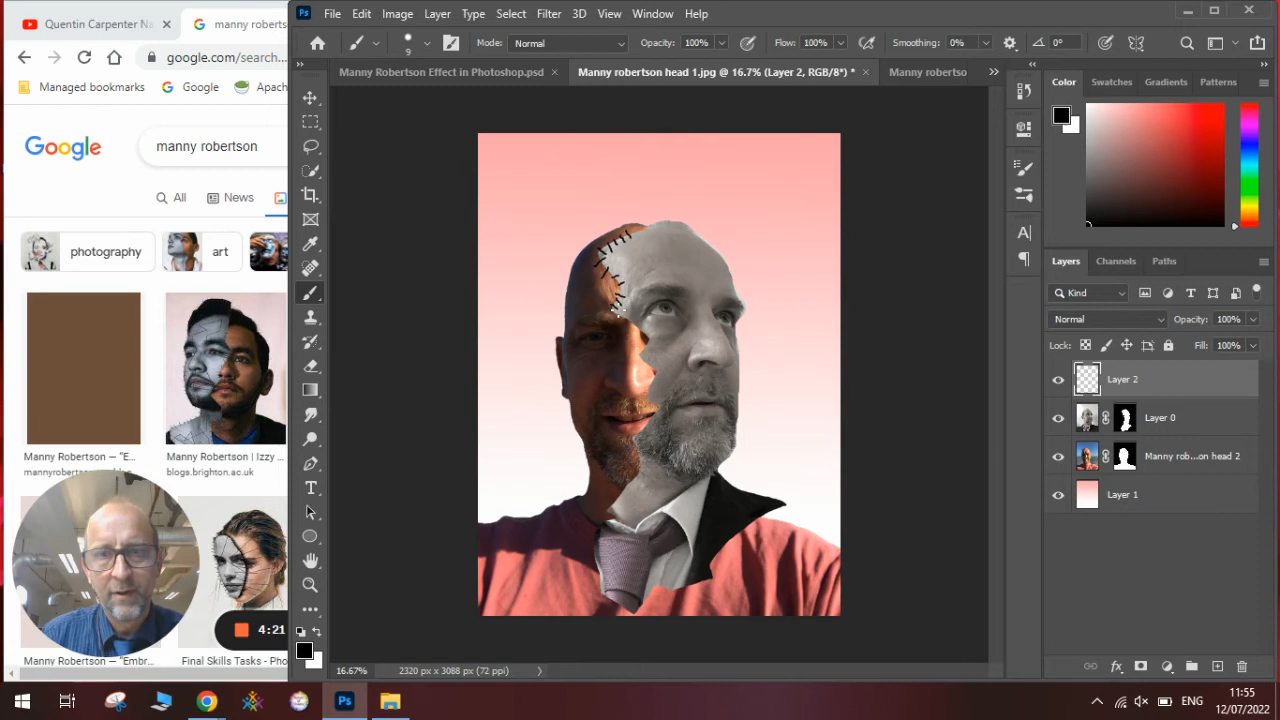 Quentin Carpenter Na
manny roberts
google.com/search...
Managed bookmarks
Google
Apach
Google
manny robertson
All
News
photography
art
Manny Robertson — "E...
mannyrobertson...
Manny Robertson | Izzy ...
blogs.brighton.ac.uk
4:21
Manny Robertson — "Embr...
Final Skills Tasks - Pho
Ps
File
Edit
Image
Layer
Type
Select
Filter
3D
View
Window
Help
9
Mode:
Normal
Opacity: 100%
Flow: 100%
Smoothing: 0%
0°
Manny Robertson Effect in Photoshop.psd
Manny robertson head 1.jpg @ 16.7% (Layer 2, RGB/8*) *
Manny robertso
16.67%
2320 px x 3088 px (72 ppi)
Color
Swatches
Gradients
Patterns
Layers
Channels
Paths
Kind
Normal
Opacity: 100%
Lock:
Fill: 100%
Layer 2
Layer 0
Manny rob...on head 2
Layer 1
fx
Ps
ENG
11:55
12/07/2022